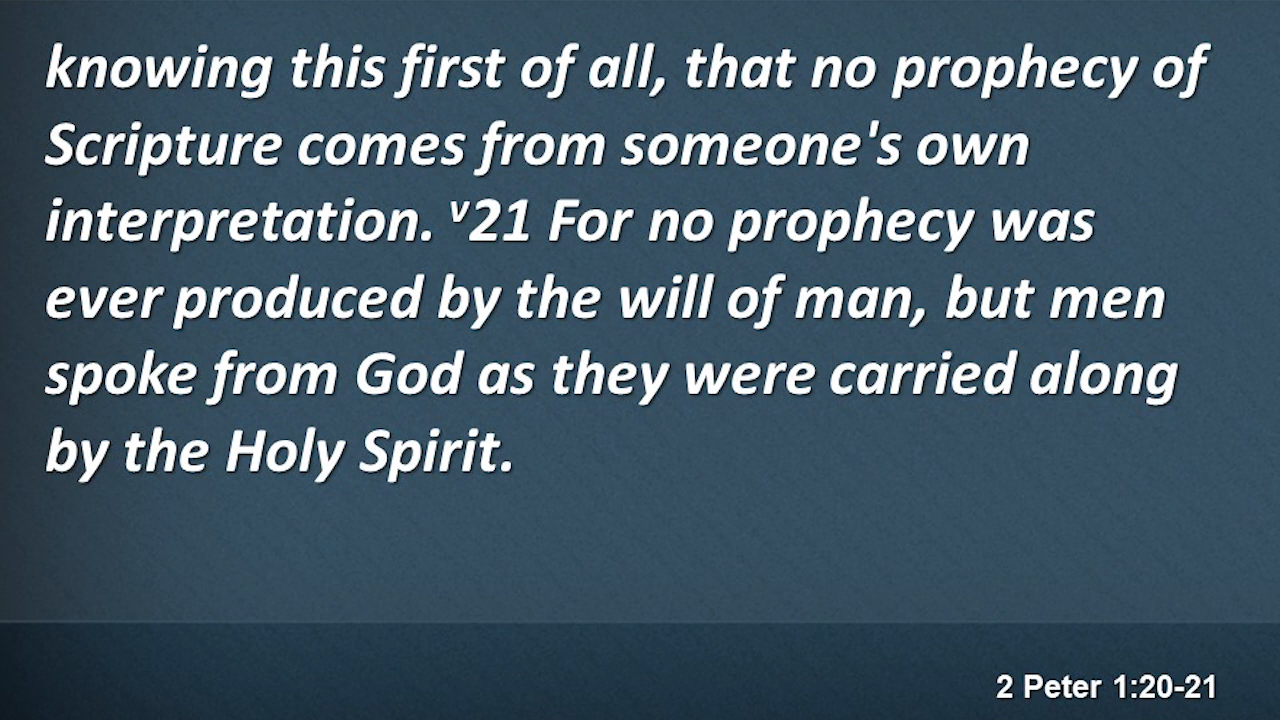 knowing this first of all, that no prophecy of
Scripture comes from someone's own
interpretation. ᵛ21 For no prophecy was
ever produced by the will of man, but men
spoke from God as they were carried along
by the Holy Spirit.
2 Peter 1:20-21